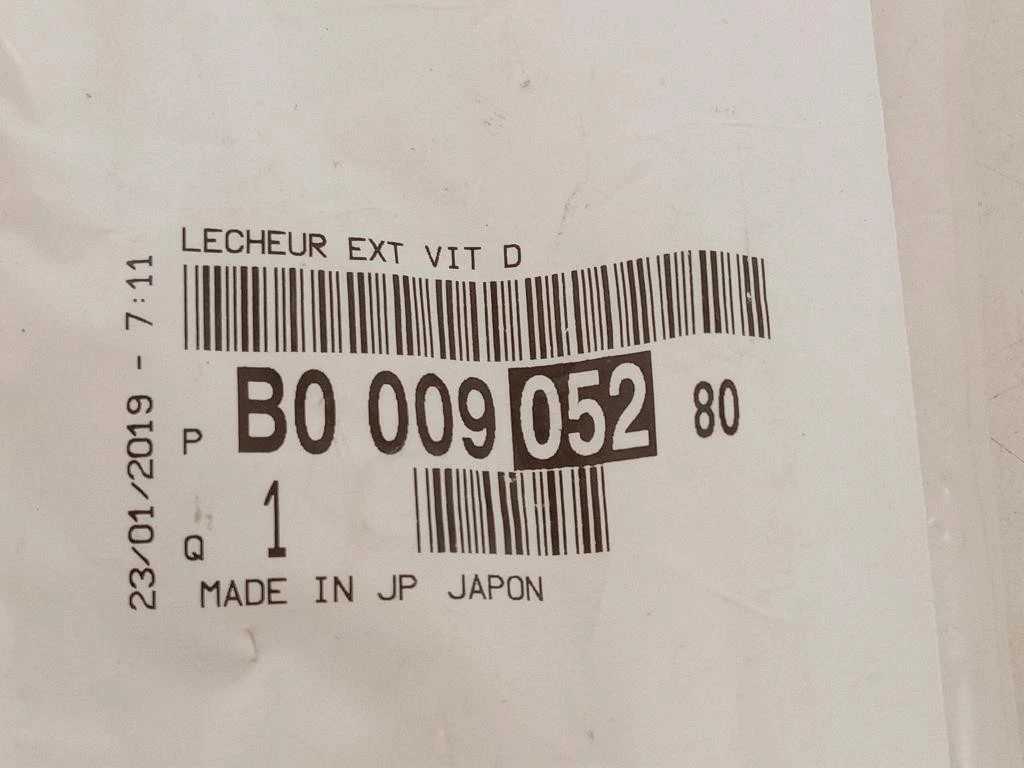 LECHEUR EXT VIT D
P B0 009 052 80
Q 1
MADE IN JP JAPON
23/01/2019 - 7:11